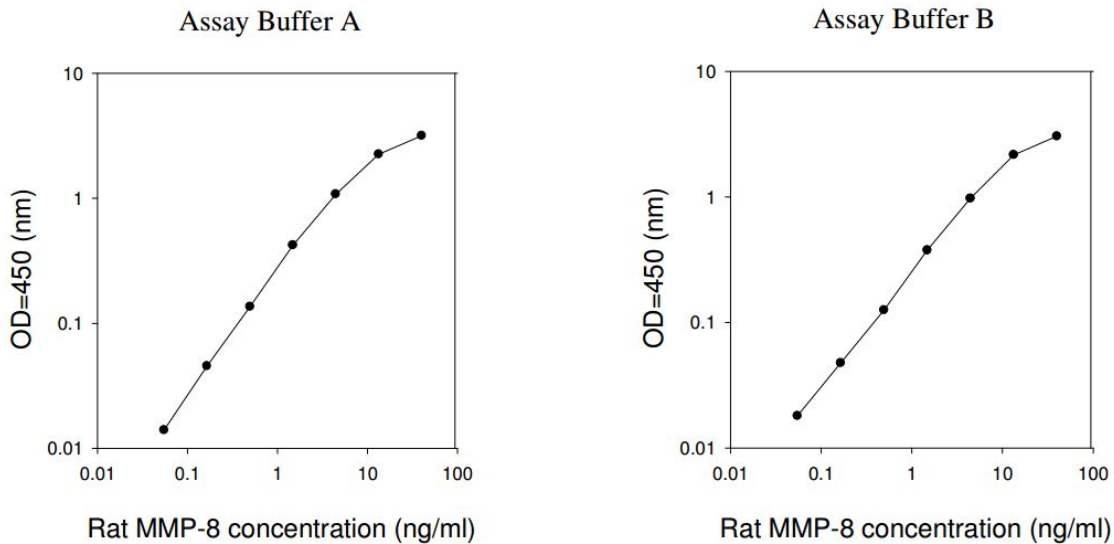 Assay Buffer A
10
1
0.1
0.01
0.01 0.1 1 10 100
OD=450 (nm)
Rat MMP-8 concentration (ng/ml)
Assay Buffer B
10
1
0.1
0.01
0.01 0.1 1 10 100
OD=450 (nm)
Rat MMP-8 concentration (ng/ml)